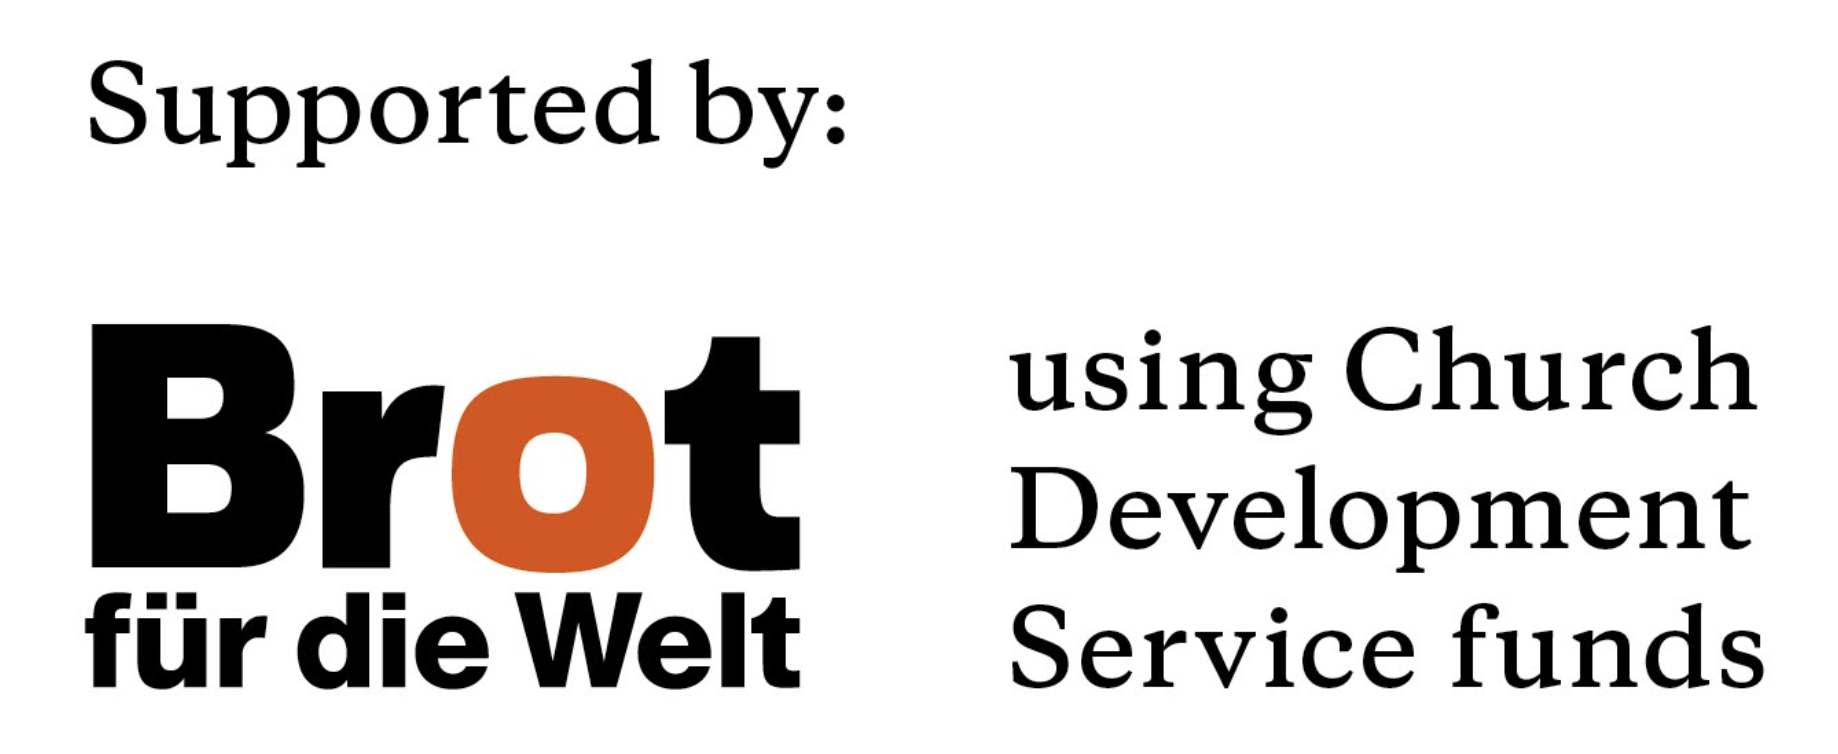 Supported by:
Brot
für die Welt
using Church
Development
Service funds